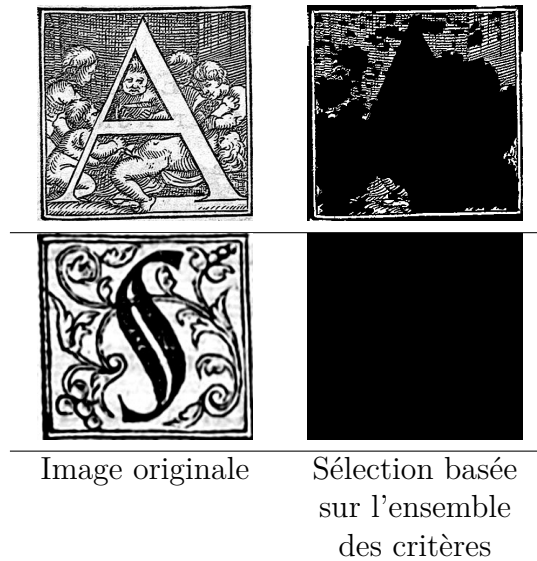 A
S
Image originale
Sélection basée
sur l'ensemble
des critères